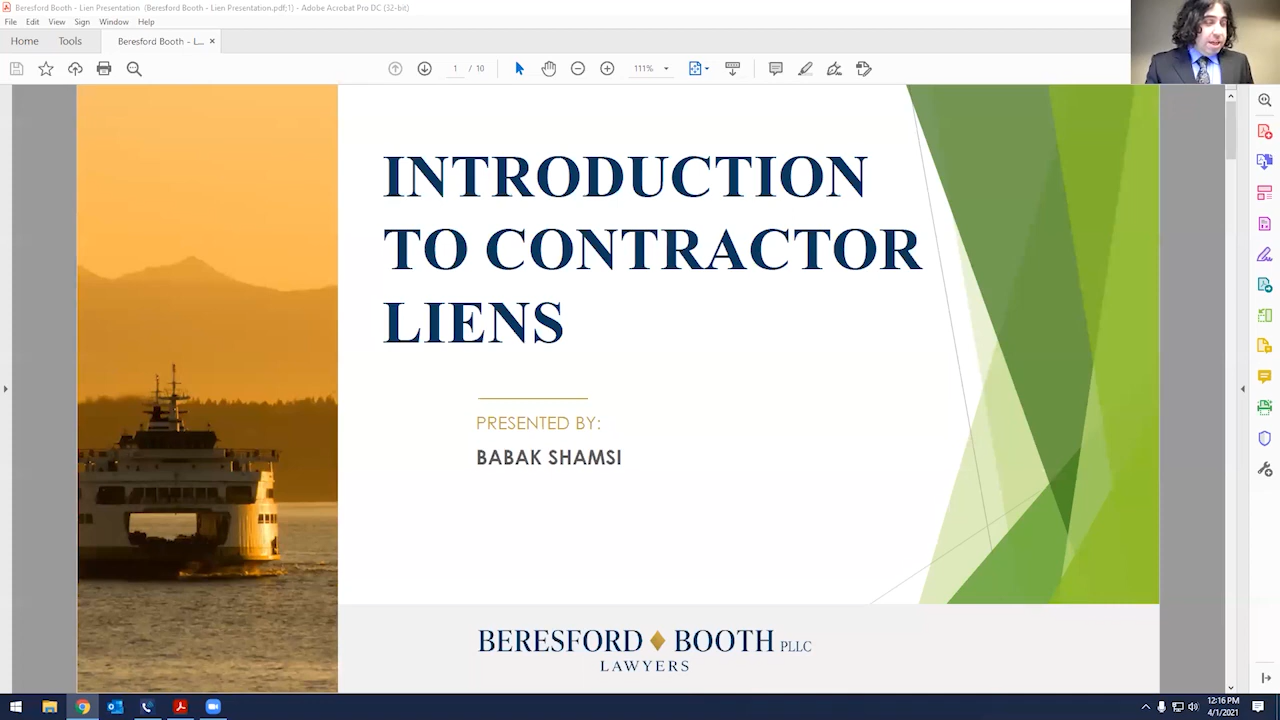 Beresford Booth - Lien Presentation (Beresford Booth - Lien Presentation.pdf;1) - Adobe Acrobat Pro DC (32-bit)
File Edit View Sign Window Help
Home Tools Beresford Booth - L... ×
1 / 10 111%
INTRODUCTION
TO CONTRACTOR
LIENS
PRESENTED BY:
BABAK SHAMSI
BERESFORD BOOTH PLLC
LAWYERS
12:16 PM
4/1/2021